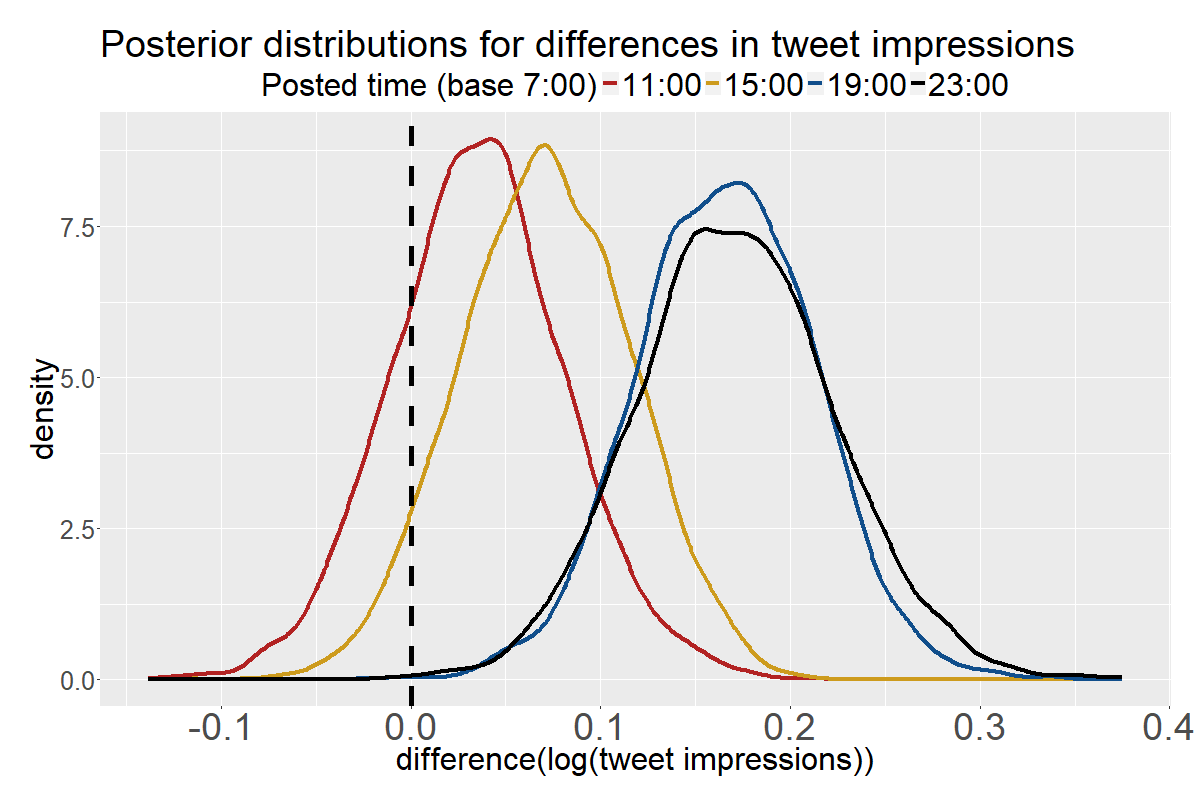 Posterior distributions for differences in tweet impressions
Posted time (base 7:00) 11:00 15:00 19:00 23:00
density
7.5
5.0
2.5
0.0
-0.1 0.0 0.1 0.2 0.3 0.4
difference(log(tweet impressions))